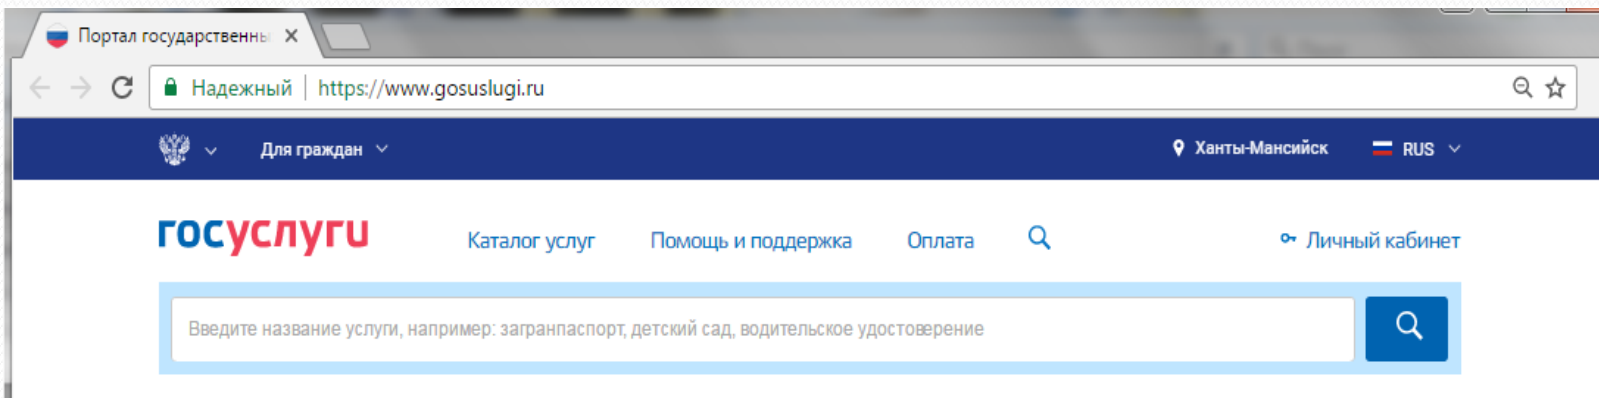 Портал государственны
Надежный https://www.gosuslugi.ru
Для граждан Ханты-Мансийск RUS
госуслуги Каталог услуг Помощь и поддержка Оплата Личный кабинет
Введите название услуги, например: загранпаспорт, детский сад, водительское удостоверение